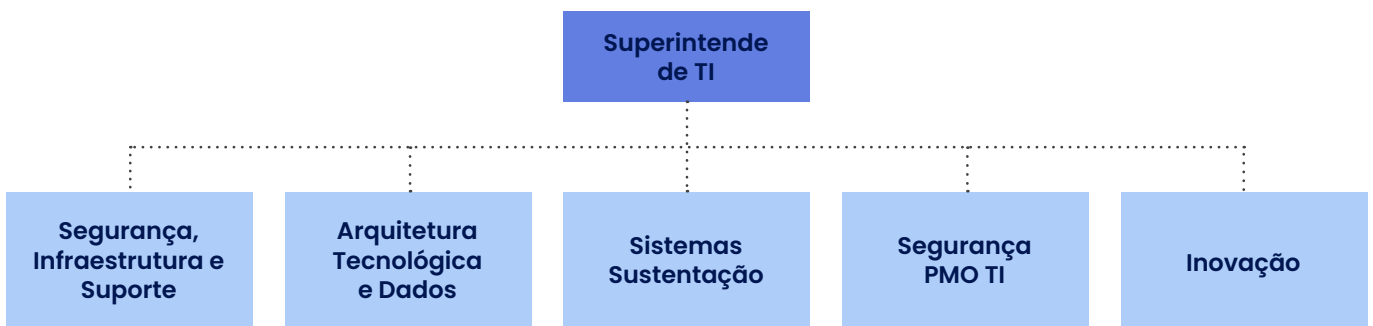 Superintende
de TI
Segurança,
Infraestrutura e
Suporte
Arquitetura
Tecnológica
e Dados
Sistemas
Sustentação
Segurança
PMO TI
Inovação